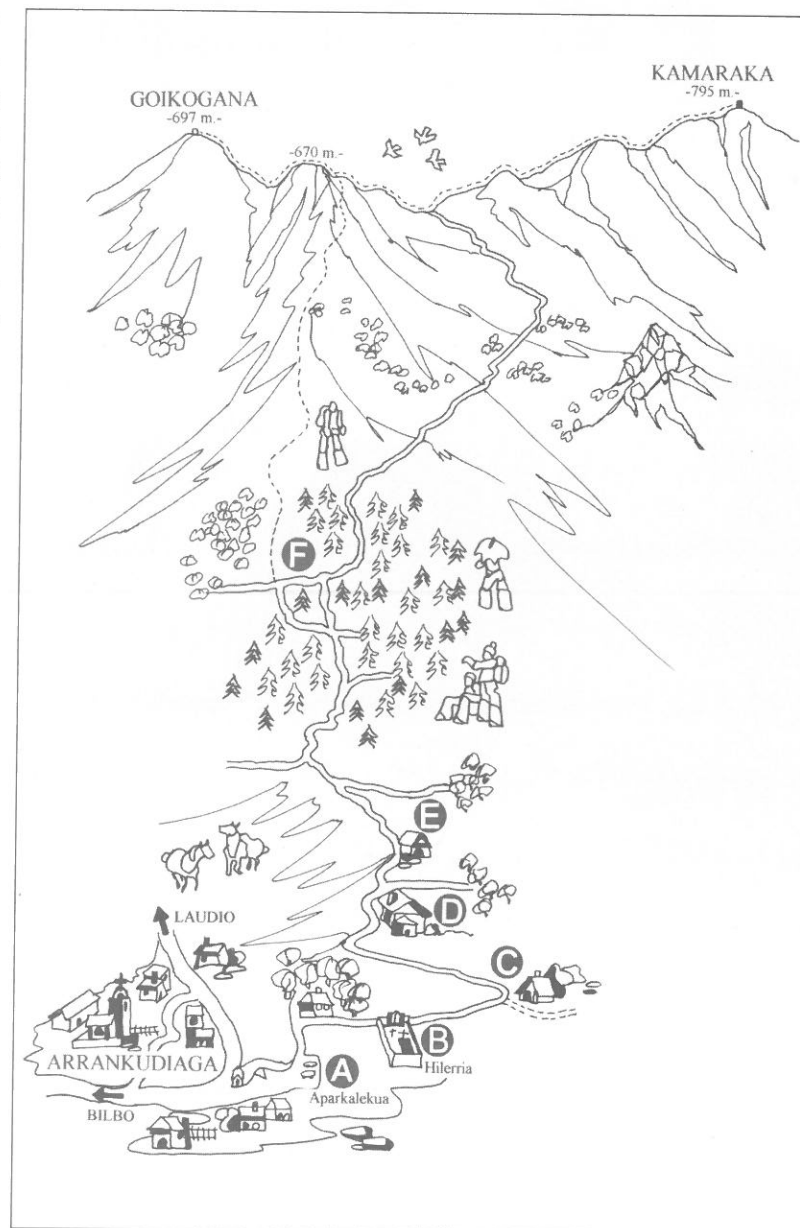 KAMARAKA
-795 m.-
GOIKOGANA
-697 m.-
-670 m.-
F
E
D
LAUDIO
C
B
ARRANKUDIAGA
A
Hilerria
Aparkalekua
BILBO